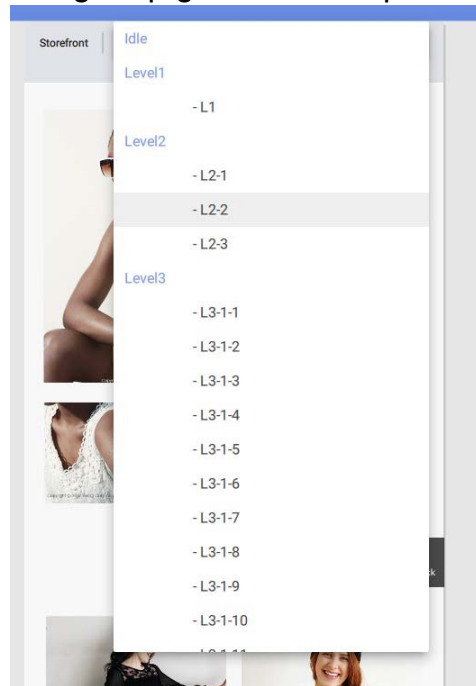 Storefront
Idle
Level1
- L1
Level2
- L2-1
- L2-2
- L2-3
Level3
- L3-1-1
- L3-1-2
- L3-1-3
- L3-1-4
- L3-1-5
- L3-1-6
- L3-1-7
- L3-1-8
- L3-1-9
- L3-1-10